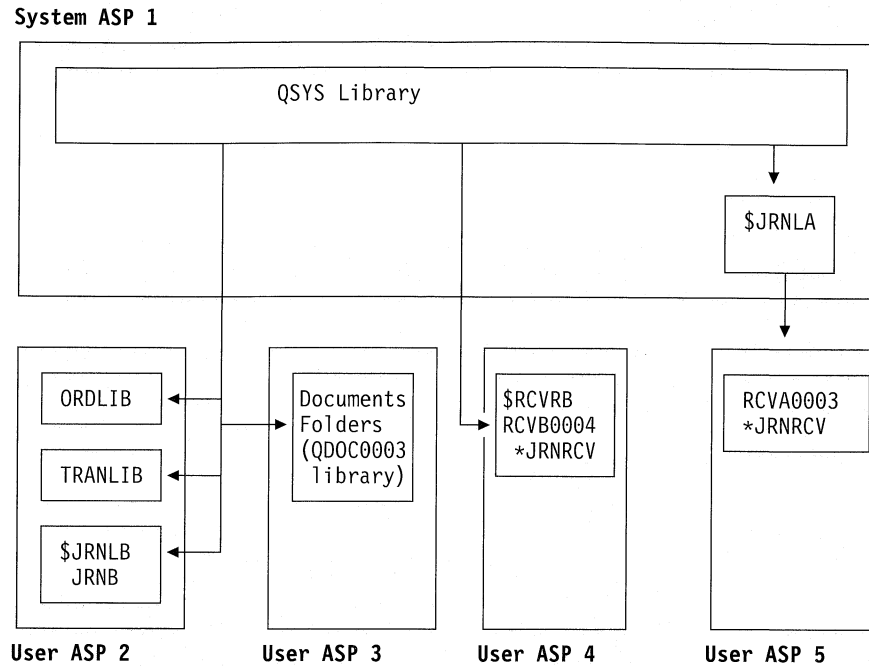 System ASP 1
QSYS Library
$JRNLA
ORDLIB
TRANLIB
$JRNLB
JRNB
Documents
Folders
(QDOC0003
library)
$RCVRB
RCVB0004
*JRNRCV
RCVA0003
*JRNRCV
User ASP 2
User ASP 3
User ASP 4
User ASP 5